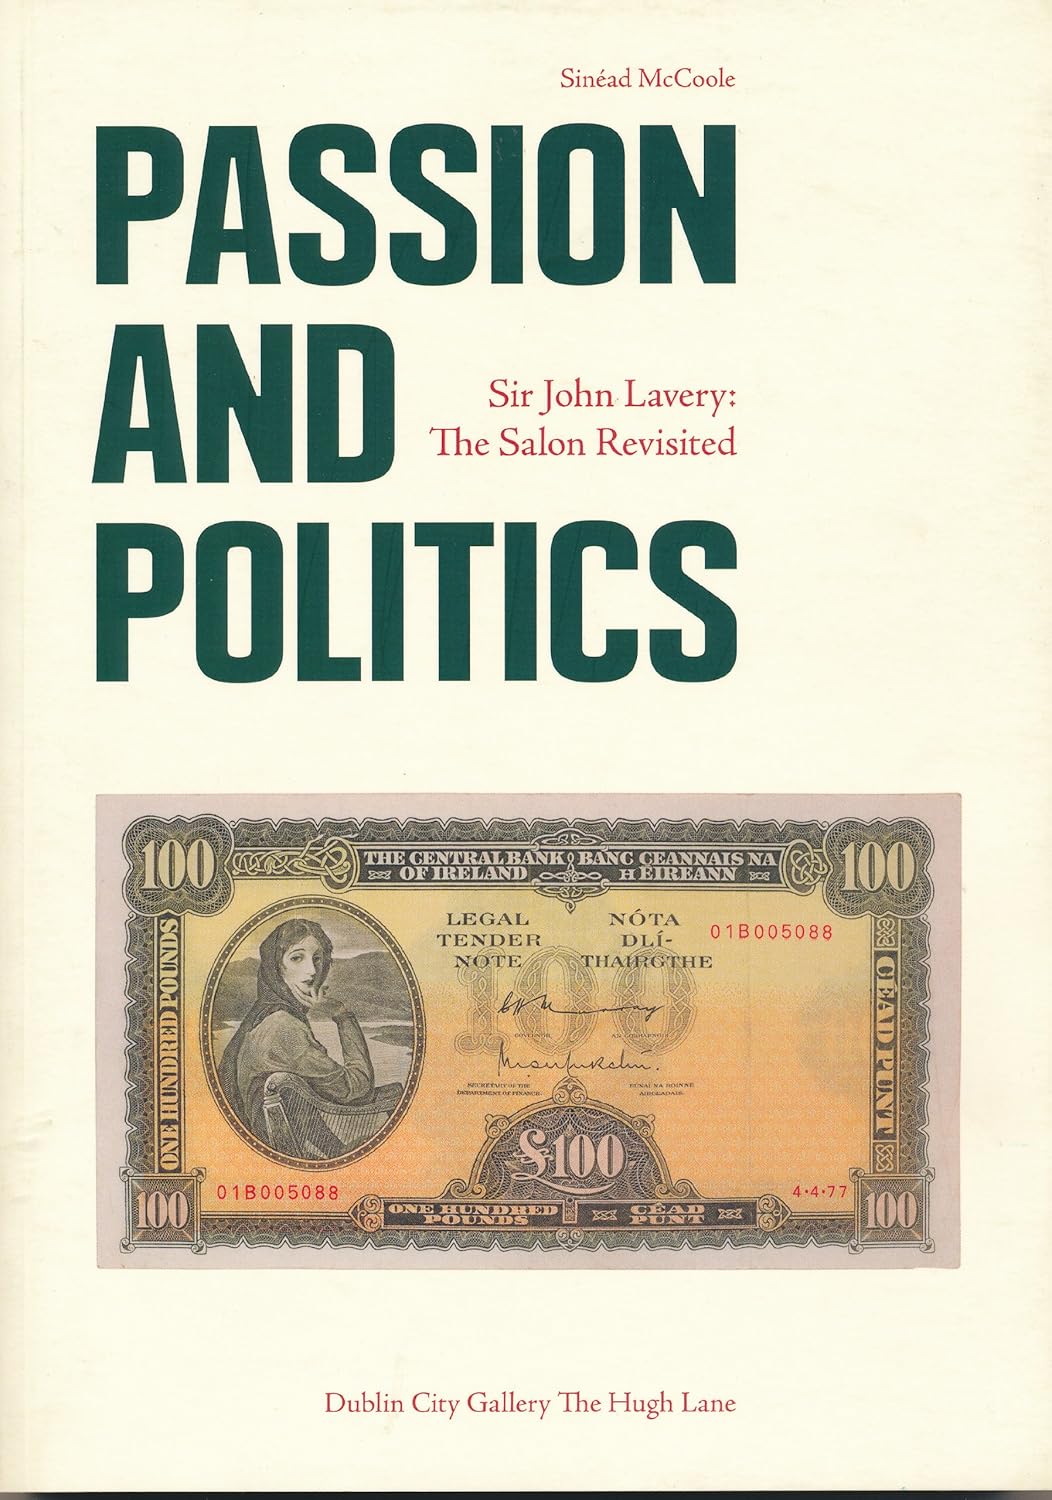 Sinéad McCoole
PASSION
AND
Sir John Lavery:
The Salon Revisited
POLITICS
100
THE CENTRAL BANK
OF IRELAND
BANC CEANNAIS NA
H ÉIREANN
100
LEGAL
TENDER
NOTE
NÓTA
DLÍ-
THAIRGTHE
01B005088
100
ONE HUNDRED POUNDS
CÉAD PUNT
GOVERNOR
SECRETARY OF THE
DEPARTMENT OF FINANCE
RÚNAÍ NA ROINNE
AIRGEADAIS
£100
01B005088
4·4·77
100
ONE HUNDRED
POUNDS
CÉAD
PUNT
100
Dublin City Gallery The Hugh Lane